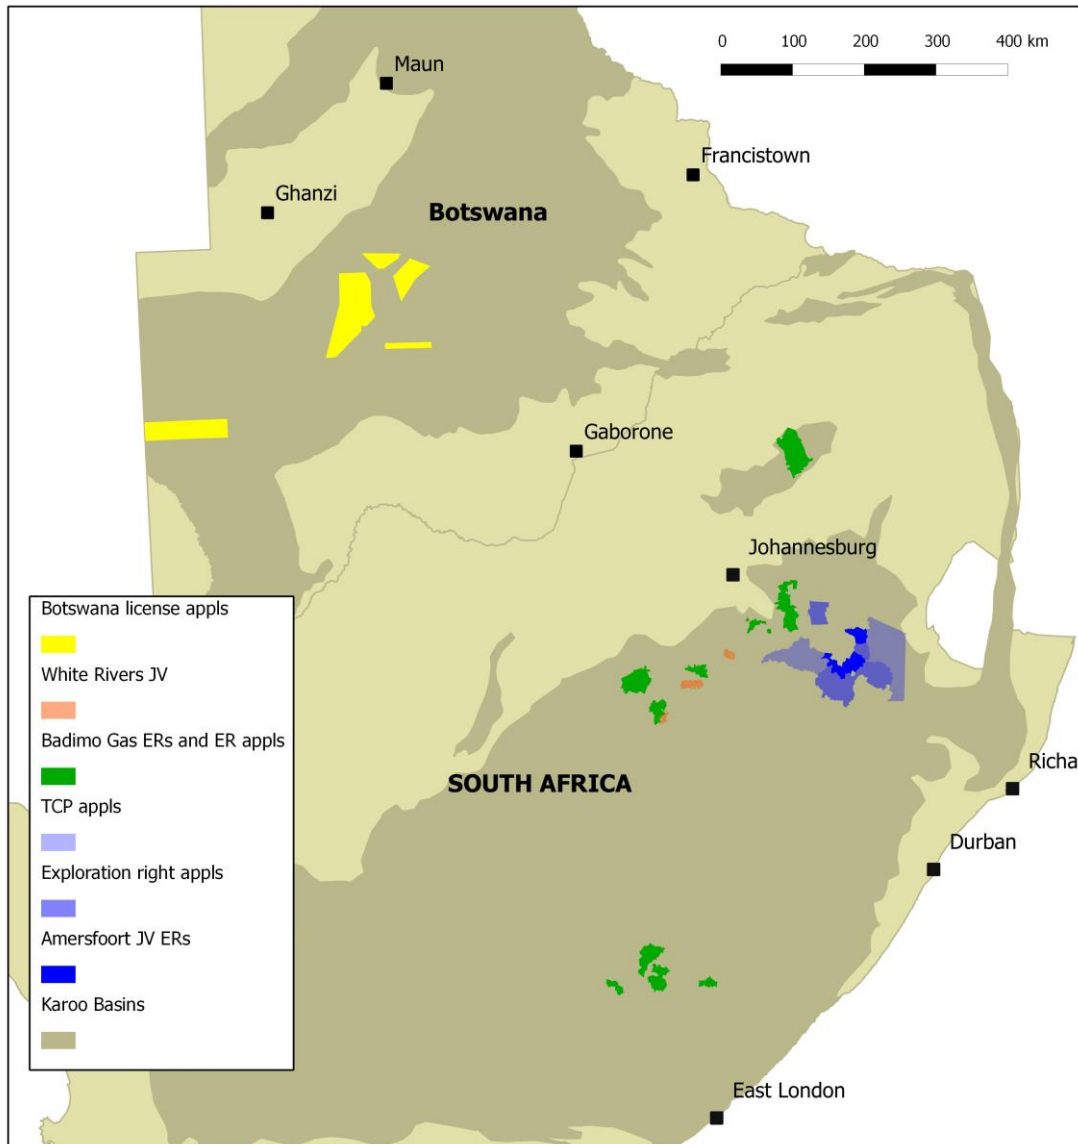 0 100 200 300 400 km
Maun
Francistown
Ghanzi
Botswana
Gaborone
Johannesburg
Botswana license appls
White Rivers JV
Badimo Gas ERs and ER appls
TCP appls
Exploration right appls
Amersfoort JV ERs
Karoo Basins
SOUTH AFRICA
Richa
Durban
East London